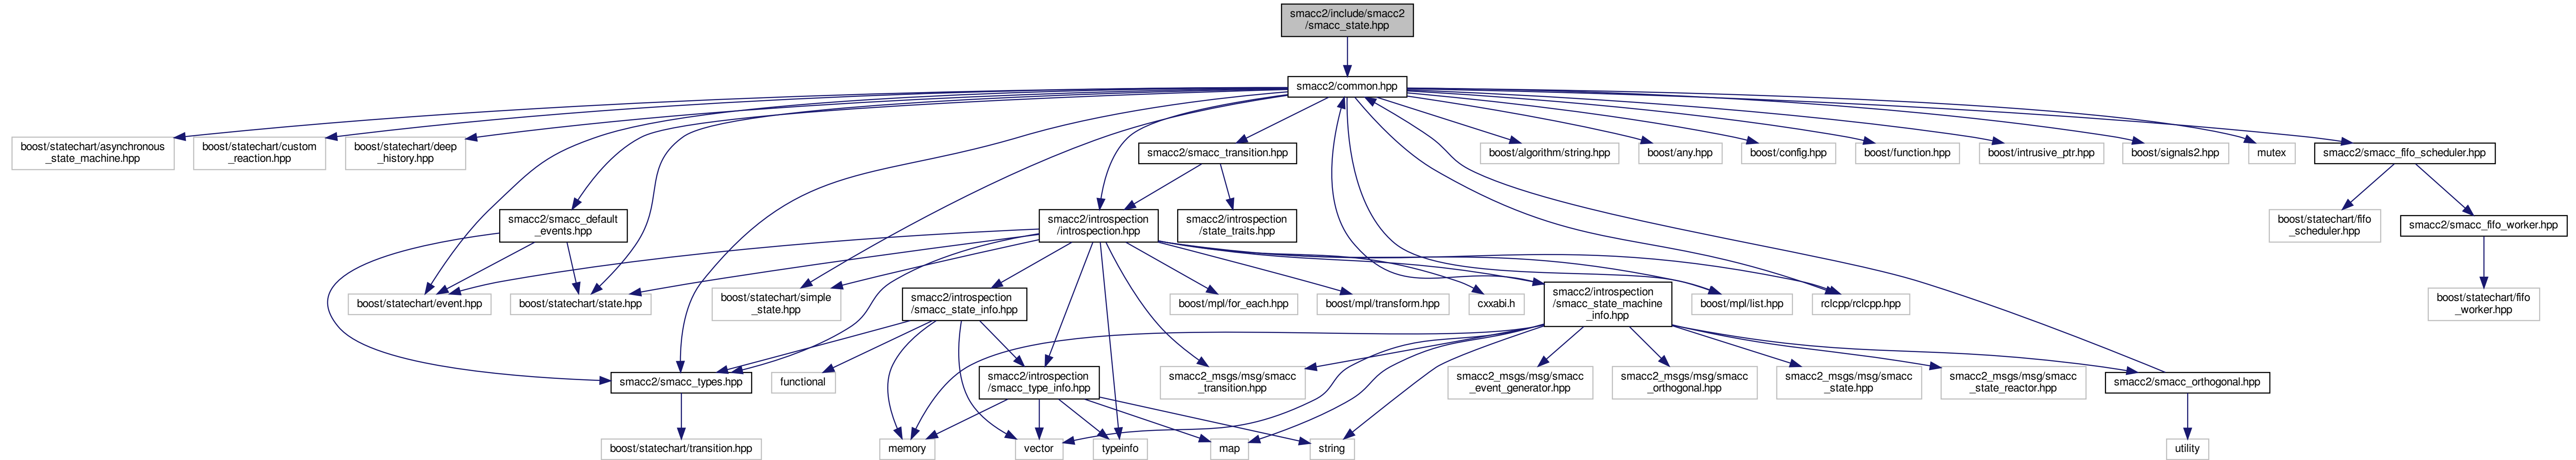 smacc2/include/smacc2
/smacc_state.hpp
smacc2/common.hpp
boost/statechart/asynchronous
_state_machine.hpp
boost/statechart/custom
_reaction.hpp
boost/statechart/deep
_history.hpp
smacc2/smacc_transition.hpp
boost/algorithm/string.hpp
boost/any.hpp
boost/config.hpp
boost/function.hpp
boost/intrusive_ptr.hpp
boost/signals2.hpp
mutex
smacc2/smacc_fifo_scheduler.hpp
smacc2/smacc_default
_events.hpp
smacc2/introspection
/introspection.hpp
smacc2/introspection
/state_traits.hpp
boost/statechart/fifo
_scheduler.hpp
smacc2/smacc_fifo_worker.hpp
boost/statechart/event.hpp
boost/statechart/state.hpp
boost/statechart/simple
_state.hpp
smacc2/introspection
/smacc_state_info.hpp
boost/mpl/for_each.hpp
boost/mpl/transform.hpp
cxxabi.h
smacc2/introspection
/smacc_state_machine
_info.hpp
boost/mpl/list.hpp
rclcpp/rclcpp.hpp
boost/statechart/fifo
_worker.hpp
smacc2/smacc_types.hpp
functional
smacc2/introspection
/smacc_type_info.hpp
smacc2_msgs/msg/smacc
_transition.hpp
smacc2_msgs/msg/smacc
_event_generator.hpp
smacc2_msgs/msg/smacc
_orthogonal.hpp
smacc2_msgs/msg/smacc
_state.hpp
smacc2_msgs/msg/smacc
_state_reactor.hpp
smacc2/smacc_orthogonal.hpp
boost/statechart/transition.hpp
memory
vector
typeinfo
map
string
utility